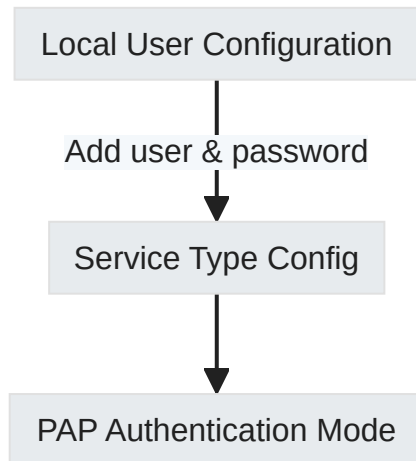 Local User Configuration
Add user & password
Service Type Config
PAP Authentication Mode